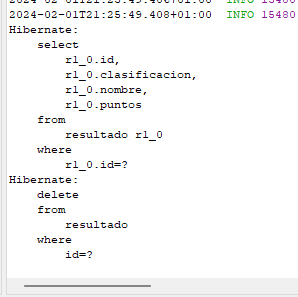 2024-02-01T21:25:49.408+01:00 INFO 15480
Hibernate:
select
r1_0.id,
r1_0.clasificacion,
r1_0.nombre,
r1_0.puntos
from
resultado r1_0
where
r1_0.id=?
Hibernate:
delete
from
resultado
where
id=?